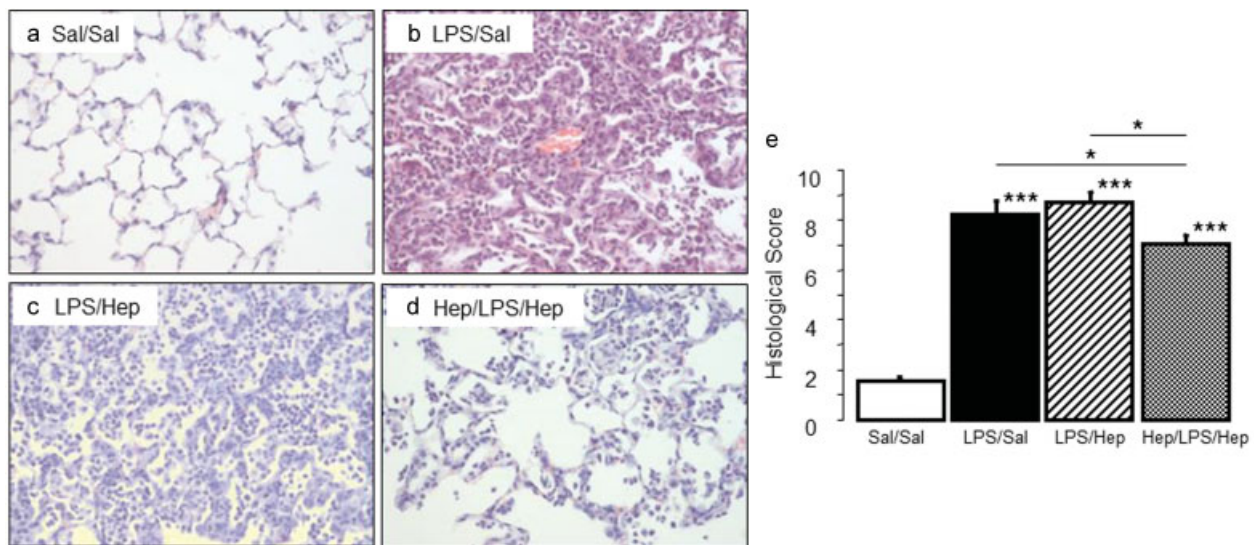 a Sal/Sal
b LPS/Sal
c LPS/Hep
d Hep/LPS/Hep
e
*
*
Histological Score
10
8
6
4
2
0
***
***
***
Sal/Sal
LPS/Sal
LPS/Hep
Hep/LPS/Hep